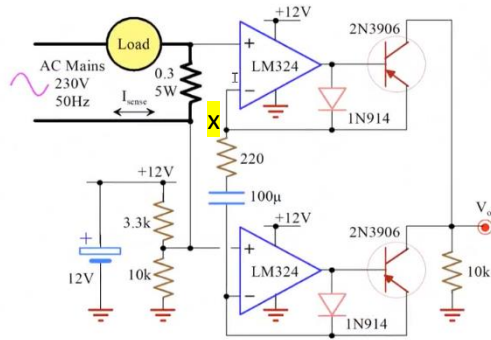 +12V
2N3906
Load
+
LM324
AC Mains
230V
50Hz
0.3
5W
I
I sense
−
X
1N914
220
+12V
100µ
+12V
2N3906
Vo
3.3k
+
+
LM324
10k
−
10k
12V
1N914